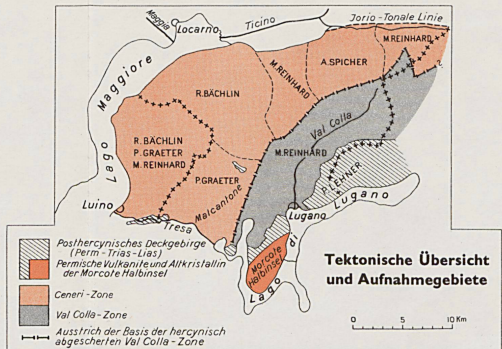 Maggia
Locarno
Ticino
Jorio-Tonale Linie
M.REINHARD
A.SPICHER
M.REINHARD
R.BÄCHLIN
Lago Maggiore
R.BÄCHLIN
P.GRAETER
M.REINHARD
P.GRAETER
Malcantone
M.REINHARD
Val Colla
P.LEHNER
Luino
Tresa
Lugano
Lago di Lugano
Morcote
Halbinsel
Posthercynisches Deckgebirge
(Perm-Trias-Lias)
Permische Vulkanite und Altkristallin
der Morcote Halbinsel
Ceneri-Zone
Val Colla-Zone
Ausstrich der Basis der hercynisch
abgescherten Val Colla-Zone
Tektonische Übersicht
und Aufnahmegebiete
0 5 10 Km